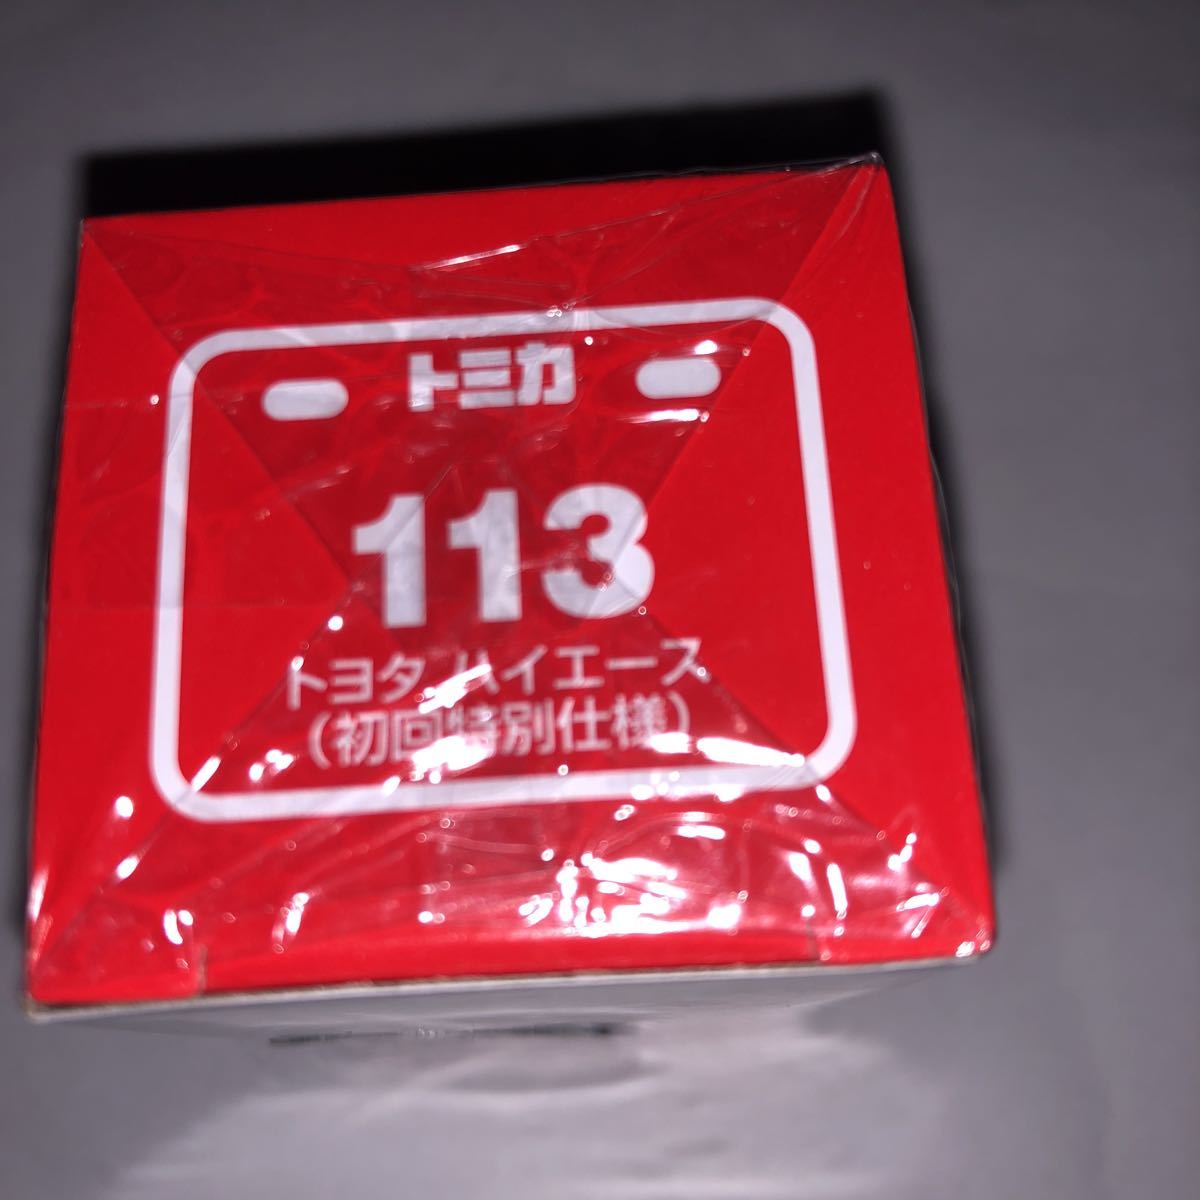 トミカ
113
トヨタ ハイエース
(初回特別仕様)